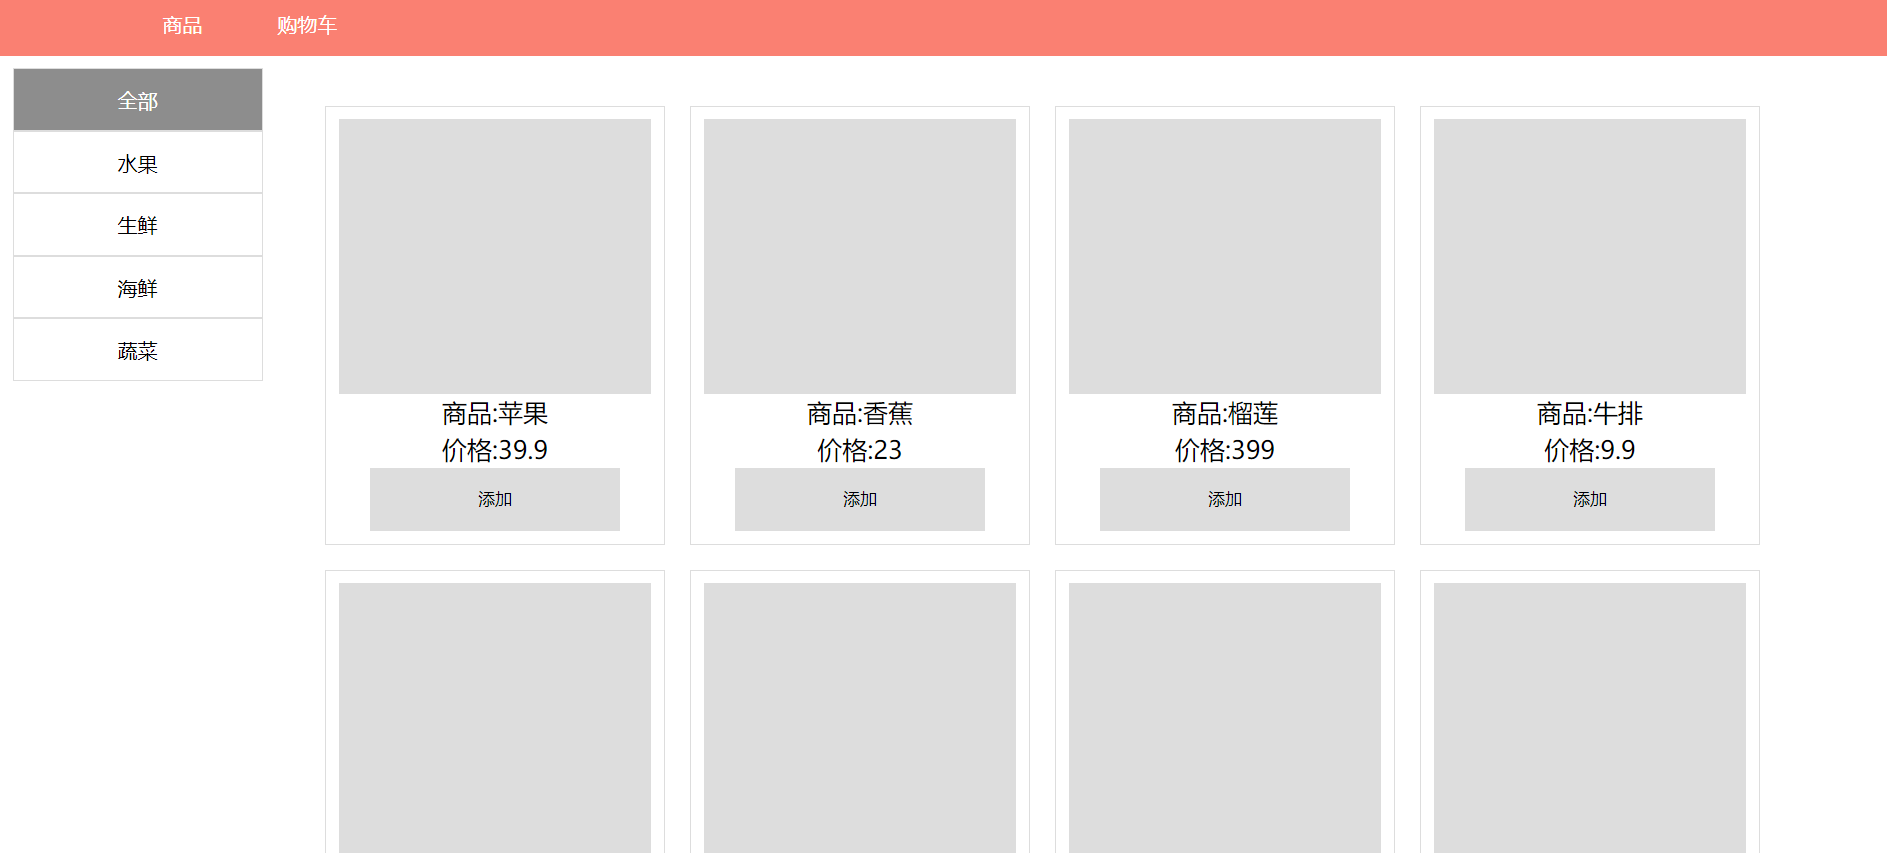 商品 购物车
全部
水果
生鲜
海鲜
蔬菜
商品:苹果
价格:39.9
添加
商品:香蕉
价格:23
添加
商品:榴莲
价格:399
添加
商品:牛排
价格:9.9
添加